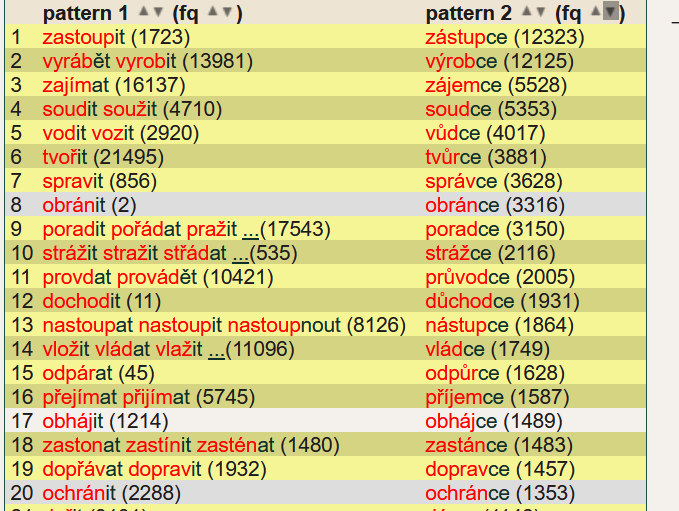 pattern 1 ▲▼ (fq ▲▼) pattern 2 ▲▼ (fq ▲▼)
1 zastoupit (1723) zástupce (12323)
2 vyrábět vyrobit (13981) výrobce (12125)
3 zajímat (16137) zájemce (5528)
4 soudit soužit (4710) soudce (5353)
5 vodit vozit (2920) vůdce (4017)
6 tvořit (21495) tvůrce (3881)
7 spravit (856) správce (3628)
8 obránit (2) obránce (3316)
9 poradit pořádat pražit ...(17543) poradce (3150)
10 strážit stražit střádat ...(535) strážce (2116)
11 provdat provádět (10421) průvodce (2005)
12 dochodit (11) důchodce (1931)
13 nastoupat nastoupit nastoupnout (8126) nástupce (1864)
14 vložit vládat vlažit ...(11096) vládce (1749)
15 odpárat (45) odpůrce (1628)
16 přejímat přijímat (5745) příjemce (1587)
17 obhájit (1214) obhájce (1489)
18 zastonat zastínit zasténat (1480) zastánce (1483)
19 dopřávat dopravit (1932) dopravce (1457)
20 ochránit (2288) ochránce (1353)